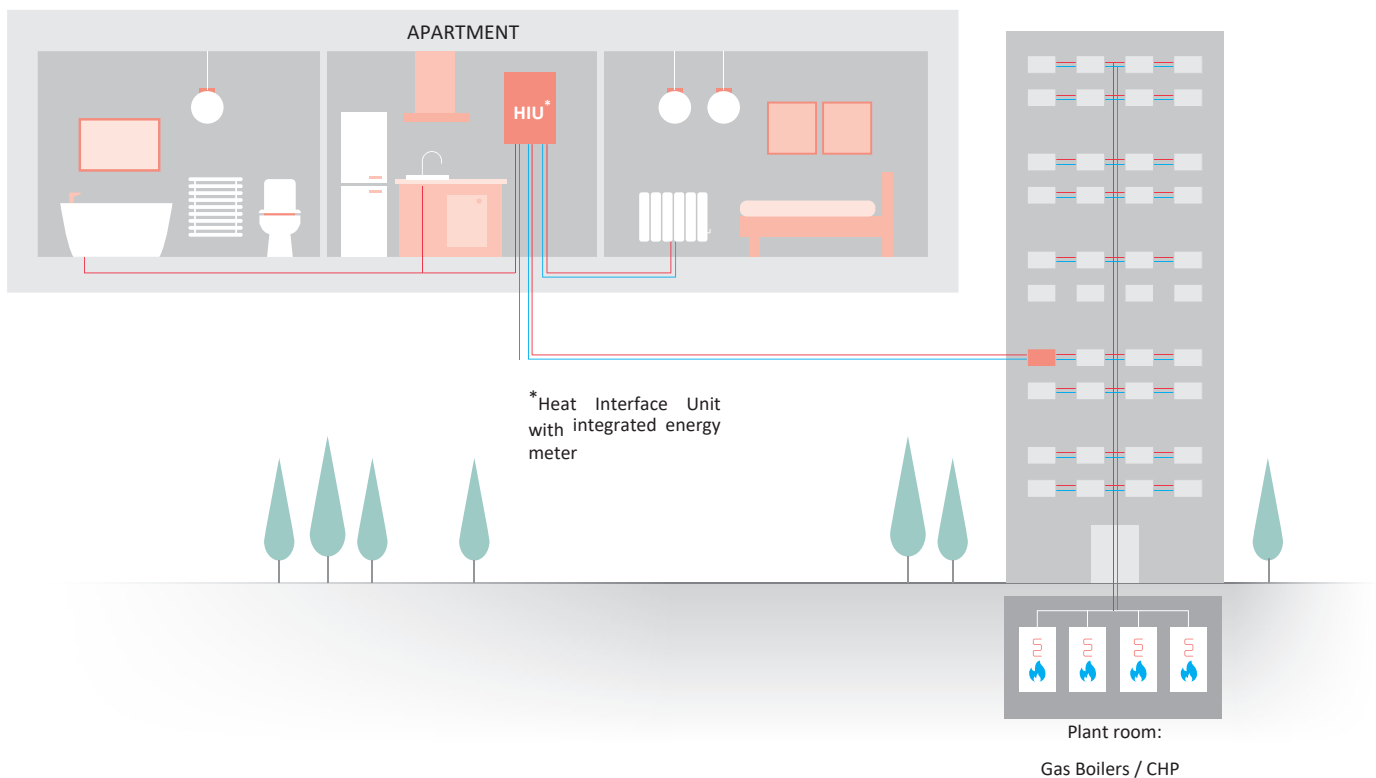 APARTMENT
HIU*
*Heat Interface Unit
with integrated energy
meter
Plant room:
Gas Boilers / CHP